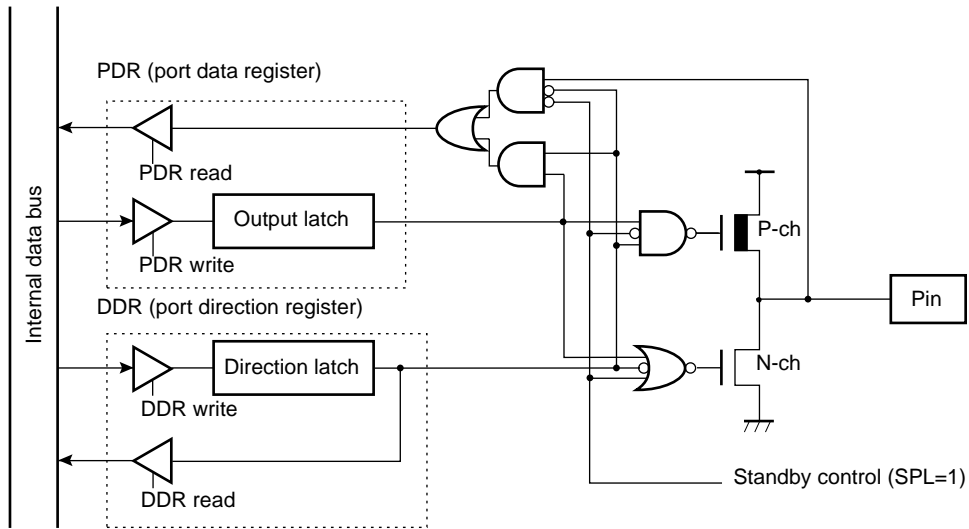 PDR (port data register)
PDR read
Output latch
PDR write
P-ch
Pin
DDR (port direction register)
Internal data bus
Direction latch
N-ch
DDR write
DDR read
Standby control (SPL=1)